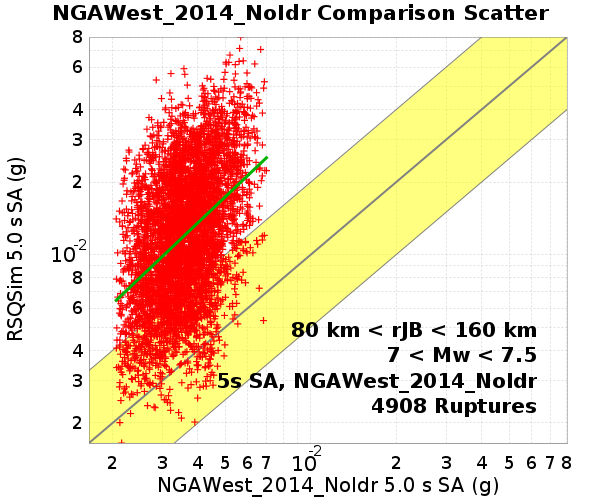 NGAWest_2014_NoIdr Comparison Scatter
8
6
4
3
2
10-2
8
6
4
3
2
RSQSim 5.0 s SA (g)
80 km < rJB < 160 km
7 < Mw < 7.5
5s SA, NGAWest_2014_NoIdr
4908 Ruptures
2 3 4 5 6 7 10-2 2 3 4 5 6 7 8
NGAWest_2014_NoIdr 5.0 s SA (g)